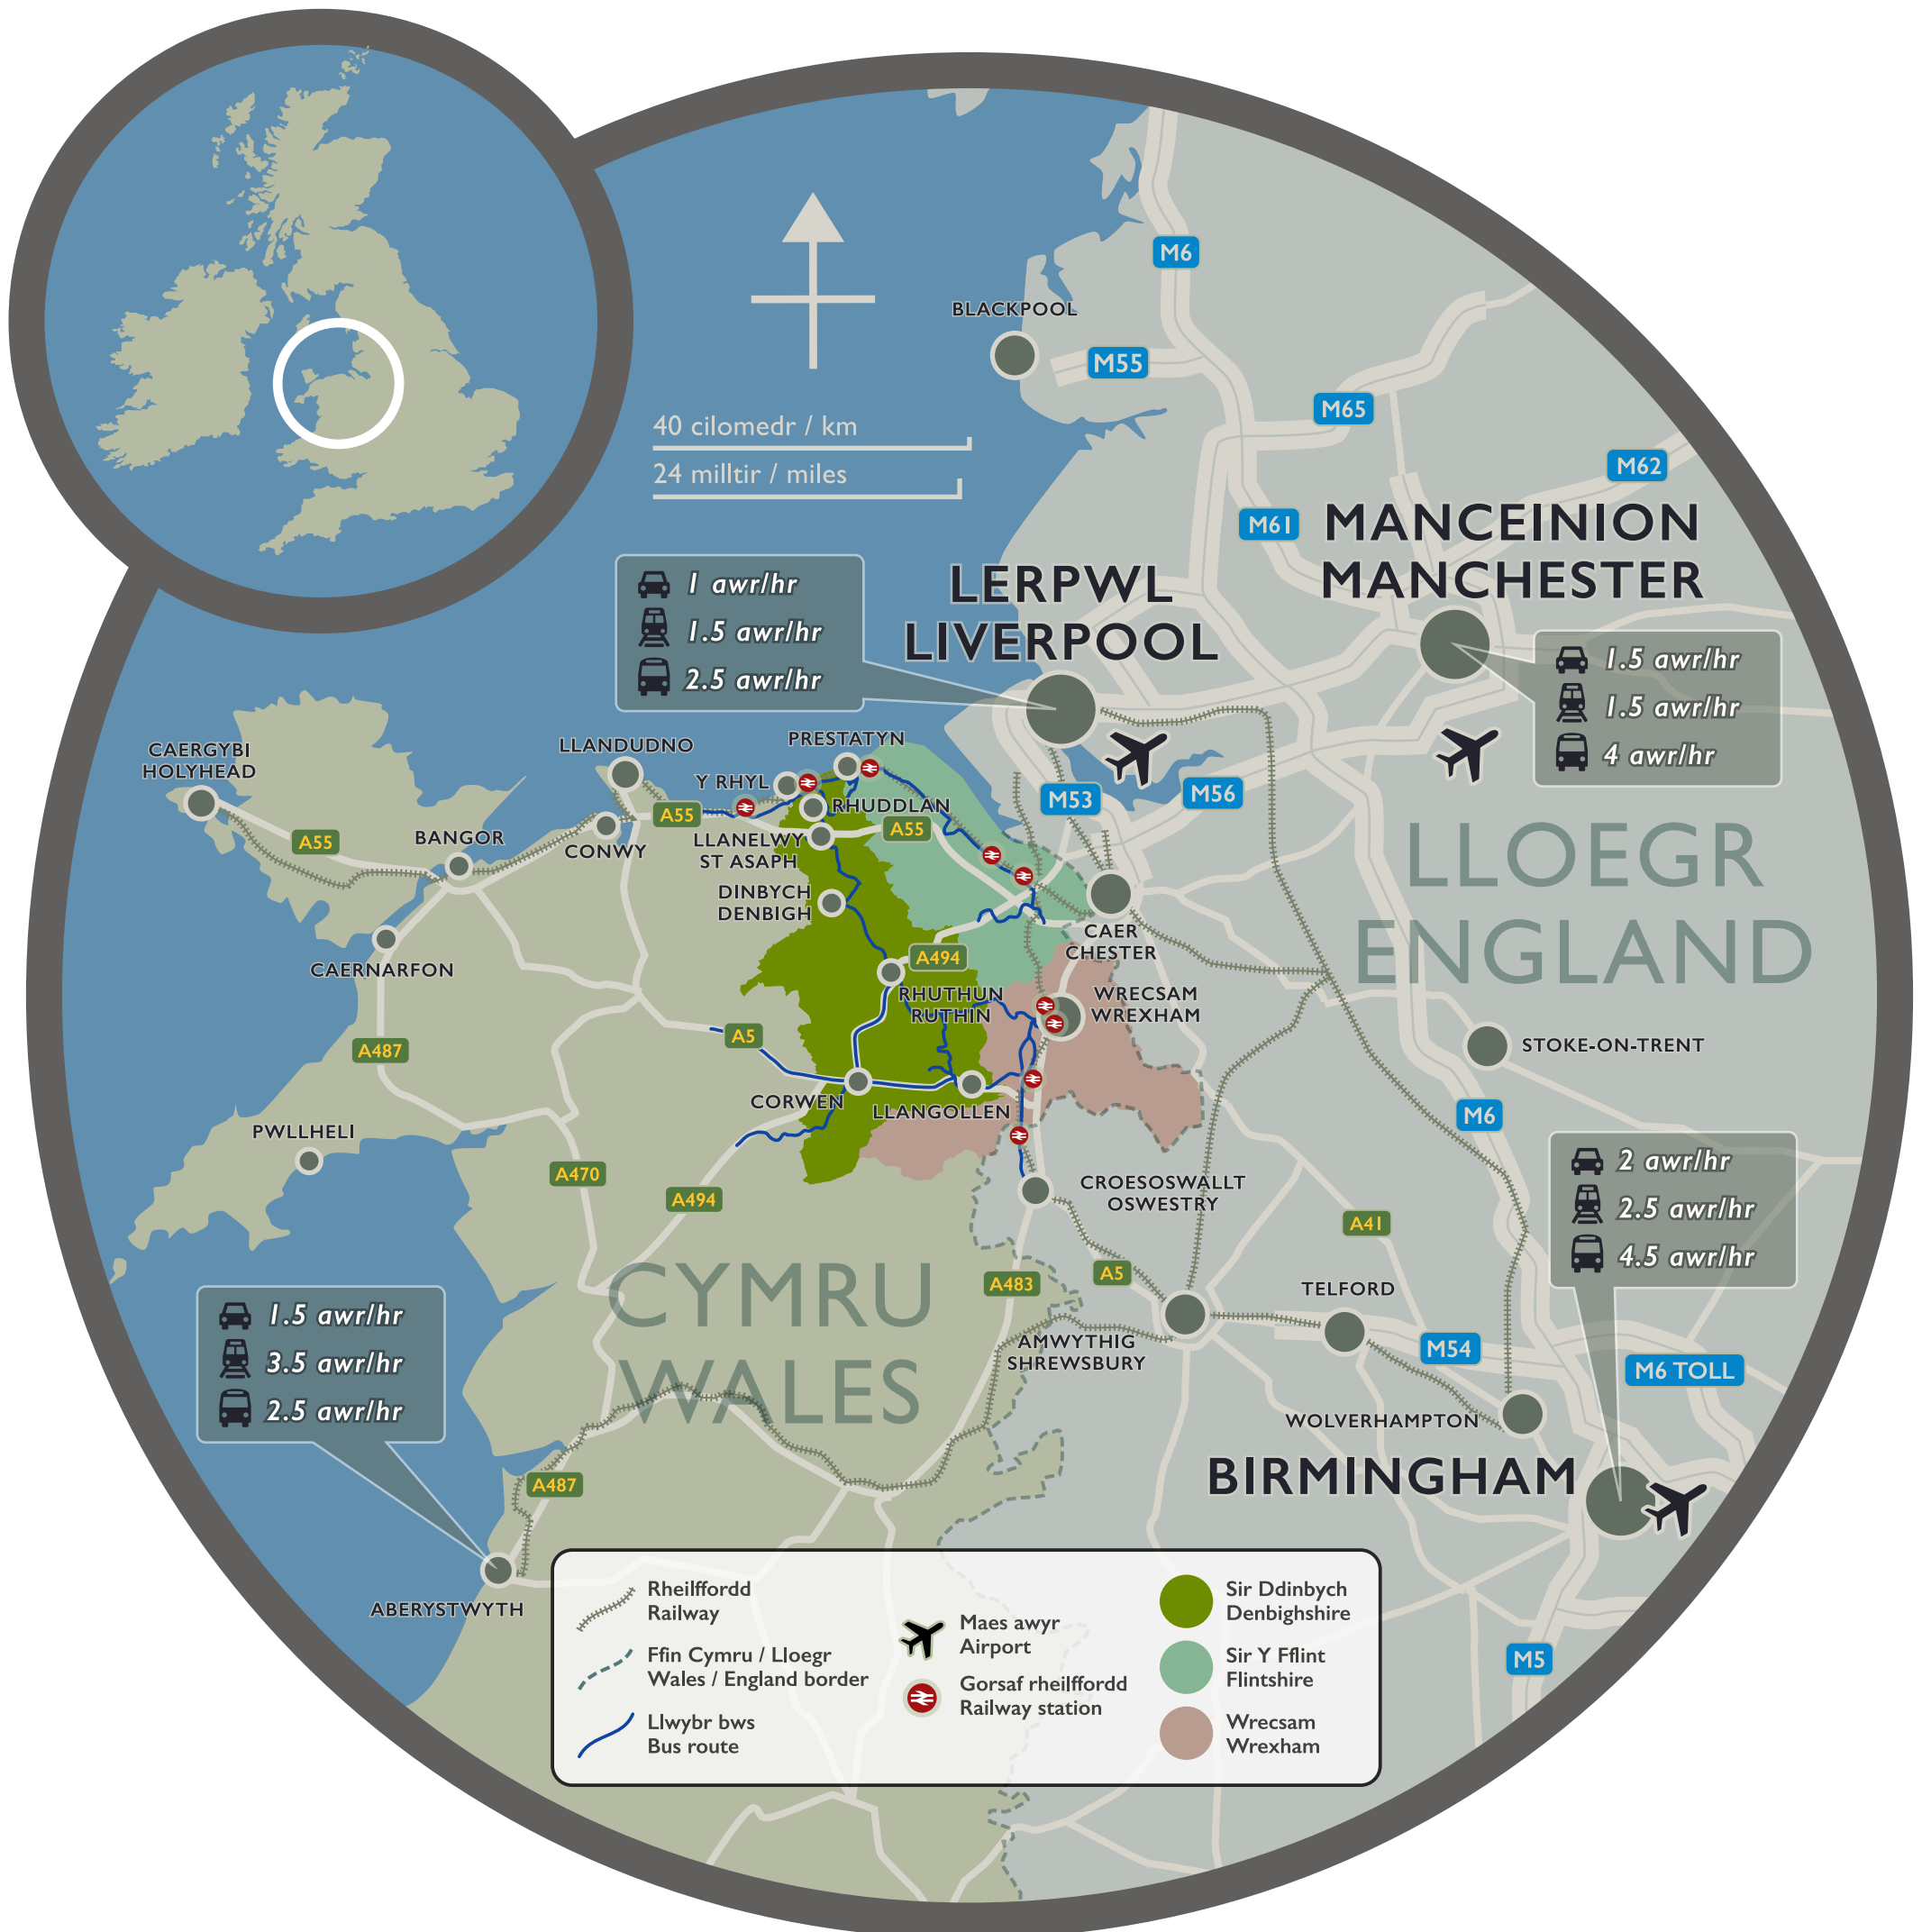 M6
BLACKPOOL
M55
M65
40 cilomedr / km
24 milltir / miles
M62
M61
MANCEINION
MANCHESTER
LERPWL
LIVERPOOL
1 awr/hr
1.5 awr/hr
2.5 awr/hr
1.5 awr/hr
1.5 awr/hr
4 awr/hr
CAERGYBI
HOLYHEAD
LLANDUDNO
PRESTATYN
Y RHYL
RHUDDLAN
A55
A55
A55
BANGOR
CONWY
LLANELWY
ST ASAPH
M53
M56
DINBYCH
DENBIGH
LLOEGR
ENGLAND
CAER
CHESTER
CAERNARFON
A494
RHUTHUN
RUTHIN
WRECSAM
WREXHAM
A487
A5
STOKE-ON-TRENT
CORWEN
LLANGOLLEN
M6
PWLLHELI
A470
A494
CROESOSWALLT
OSWESTRY
2 awr/hr
2.5 awr/hr
4.5 awr/hr
A41
CYMRU
WALES
A483
A5
TELFORD
1.5 awr/hr
3.5 awr/hr
2.5 awr/hr
AMWYTHIG
SHREWSBURY
M54
M6 TOLL
WOLVERHAMPTON
BIRMINGHAM
A487
ABERYSTWYTH
Rheilffordd
Railway
Ffin Cymru / Lloegr
Wales / England border
Llwybr bws
Bus route
Maes awyr
Airport
Gorsaf rheilffordd
Railway station
Sir Ddinbych
Denbighshire
Sir Y Fflint
Flintshire
Wrecsam
Wrexham
M5